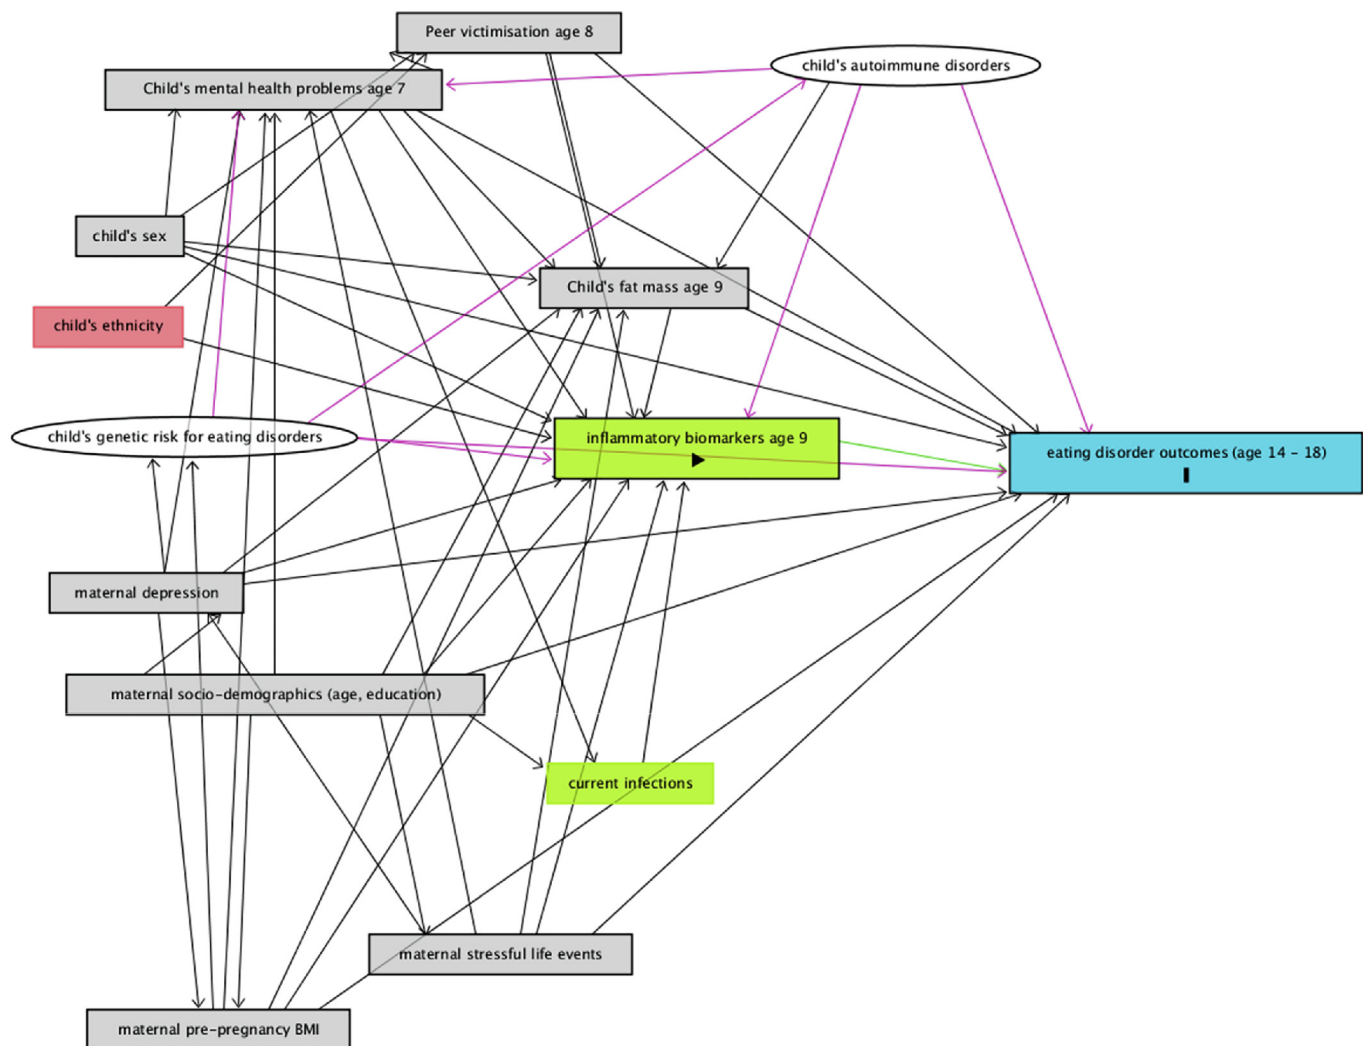 Peer victimisation age 8
child's autoimmune disorders
Child's mental health problems age 7
child's sex
Child's fat mass age 9
child's ethnicity
child's genetic risk for eating disorders
inflammatory biomarkers age 9
eating disorder outcomes (age 14 - 18)
maternal depression
maternal socio-demographics (age, education)
current infections
maternal stressful life events
maternal pre-pregnancy BMI